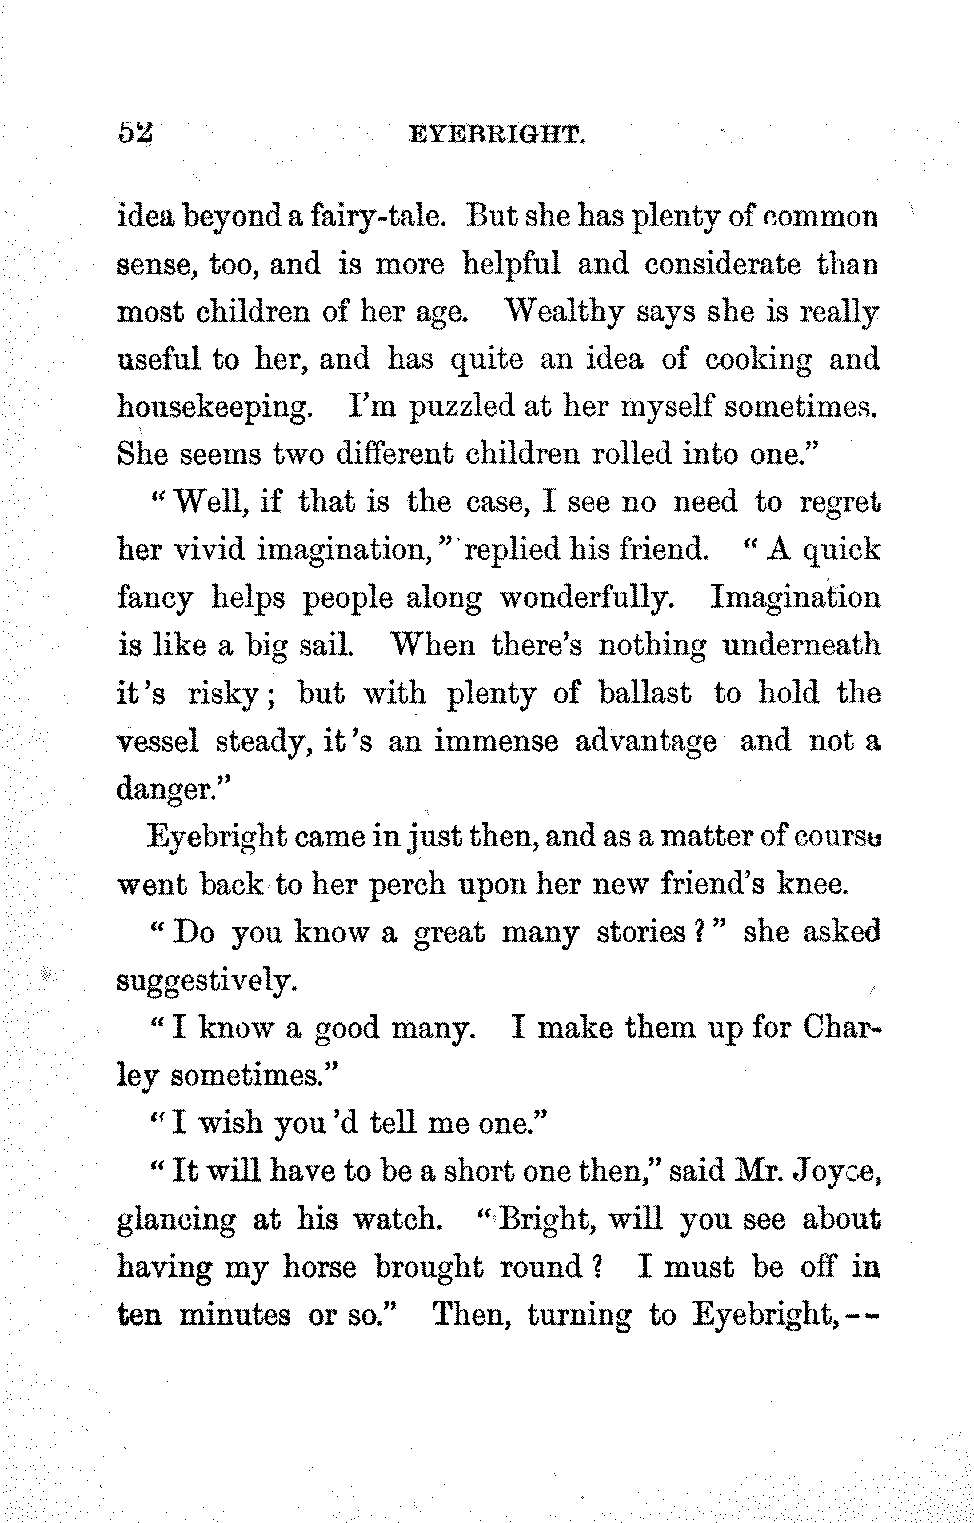 52 EYEBRIGHT.
idea beyond a fairy-tale. But she has plenty of common
sense, too, and is more helpful and considerate than
most children of her age. Wealthy says she is really
useful to her, and has quite an idea of cooking and
housekeeping. I'm puzzled at her myself sometimes.
She seems two different children rolled into one."
"Well, if that is the case, I see no need to regret
her vivid imagination," replied his friend. "A quick
fancy helps people along wonderfully. Imagination
is like a big sail. When there's nothing underneath
it's risky; but with plenty of ballast to hold the
vessel steady, it's an immense advantage and not a
danger."
Eyebright came in just then, and as a matter of course
went back to her perch upon her new friend's knee.
"Do you know a great many stories?" she asked
suggestively.
"I know a good many. I make them up for Char-
ley sometimes."
"I wish you'd tell me one."
"It will have to be a short one then," said Mr. Joyce,
glancing at his watch. "Bright, will you see about
having my horse brought round? I must be off in
ten minutes or so." Then, turning to Eyebright,--